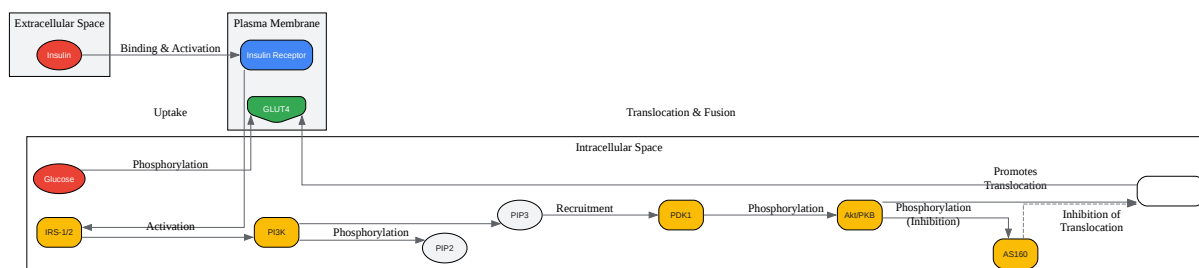 Extracellular Space
Plasma Membrane
Insulin
Binding & Activation
Insulin Receptor
GLUT4
Uptake
Translocation & Fusion
Intracellular Space
Glucose
Phosphorylation
Promotes
Translocation
IRS-1/2
Activation
PI3K
Phosphorylation
PIP2
PIP3
Recruitment
PDK1
Phosphorylation
Akt/PKB
Phosphorylation
(Inhibition)
AS160
Inhibition of
Translocation